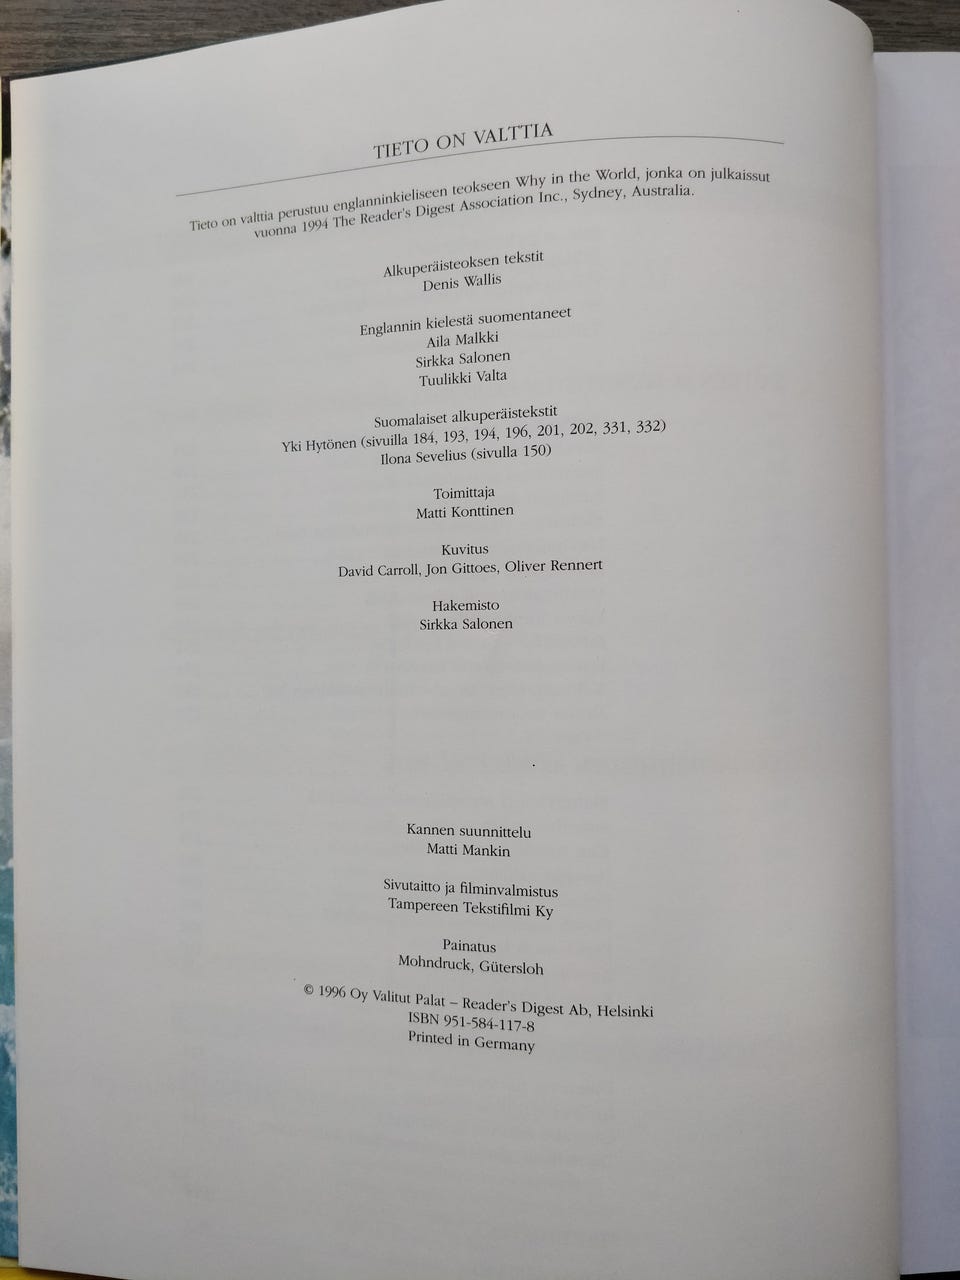 TIETO ON VALTTIA
Tieto on valttia perustuu englanninkieliseen teokseen Why in the World, jonka on julkaissut
vuonna 1994 The Reader's Digest Association Inc., Sydney, Australia.
Alkuperäisteoksen tekstit
Denis Wallis
Englannin kielestä suomentaneet
Aila Malkki
Sirkka Salonen
Tuulikki Valta
Suomalaiset alkuperäistekstit
Yki Hytönen (sivuilla 184, 193, 194, 196, 201, 202, 331, 332)
Ilona Sevelius (sivulla 150)
Toimittaja
Matti Konttinen
Kuvitus
David Carroll, Jon Gittoes, Oliver Rennert
Hakemisto
Sirkka Salonen
Kannen suunnittelu
Matti Mankin
Sivutaitto ja filminvalmistus
Tampereen Tekstifilmi Ky
Painatus
Mohndruck, Gütersloh
© 1996 Oy Valitut Palat – Reader's Digest Ab, Helsinki
ISBN 951-584-117-8
Printed in Germany